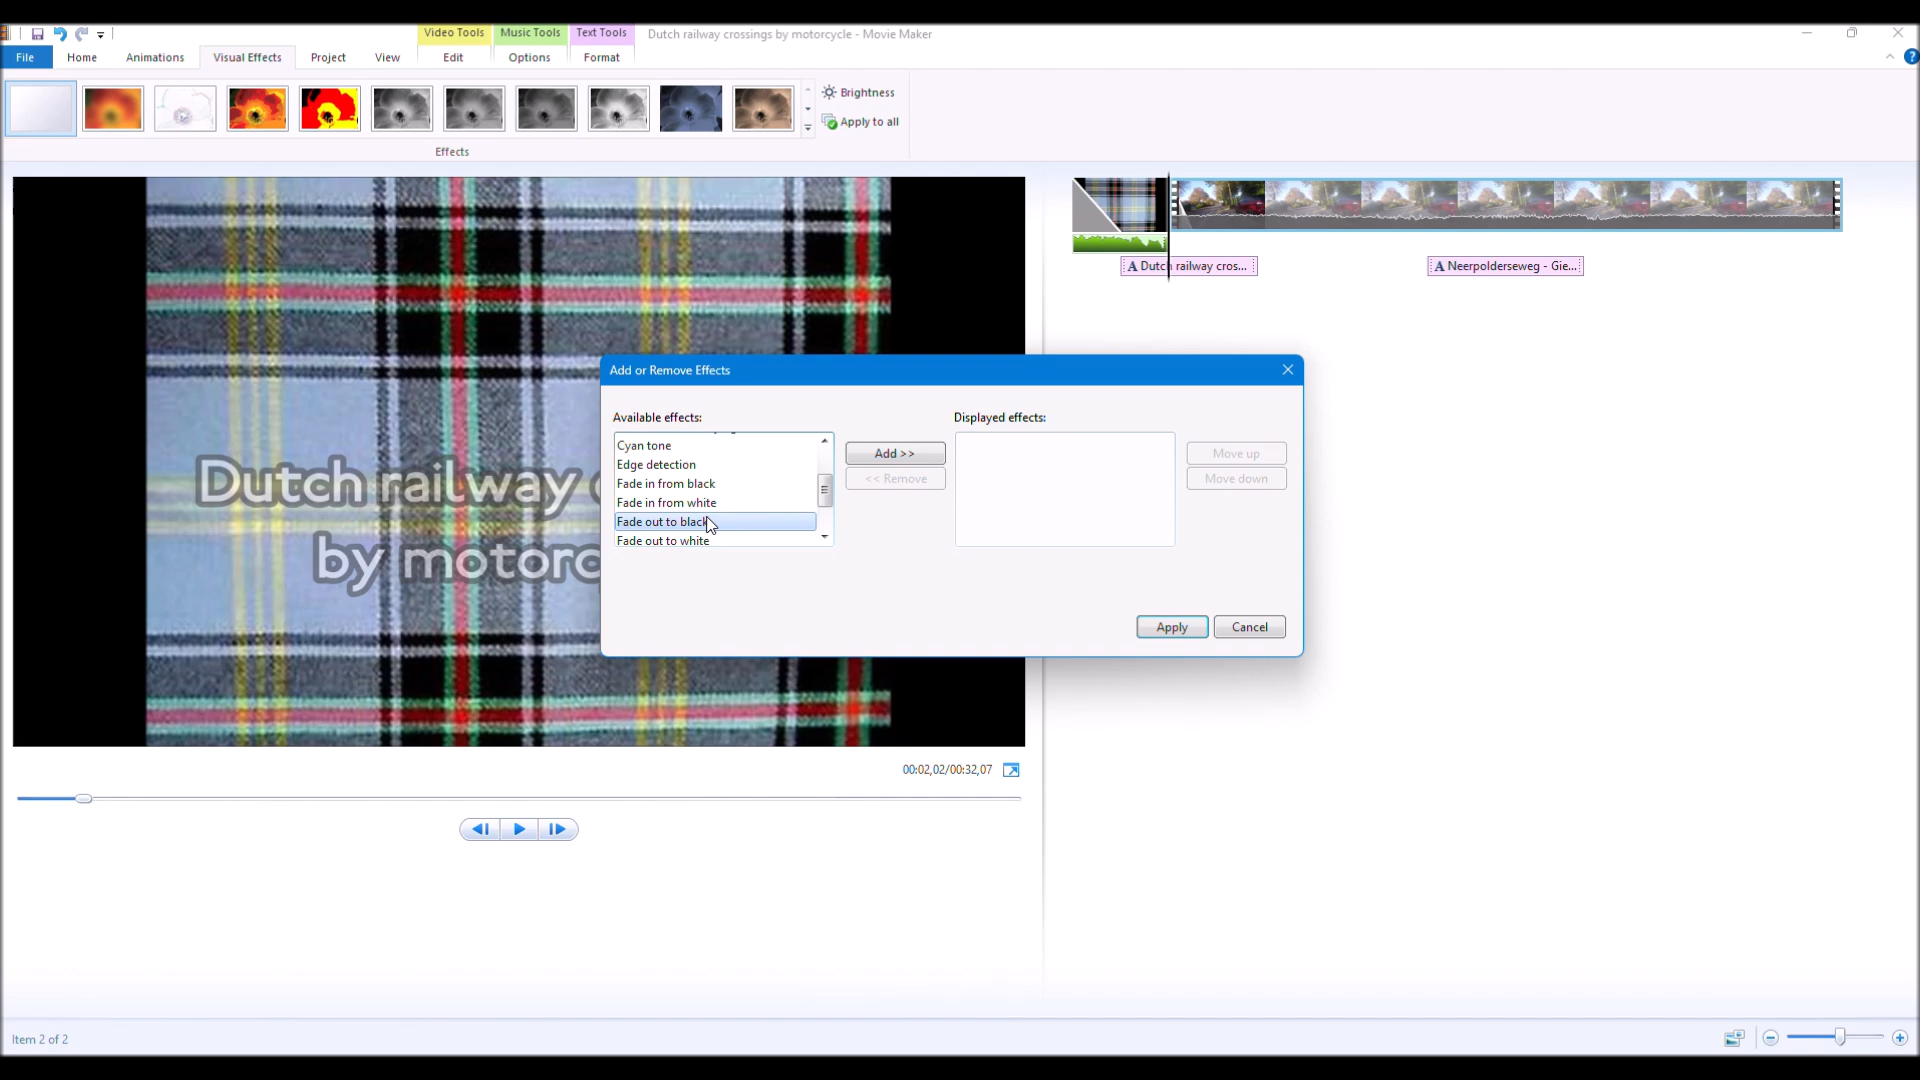 Video Tools
Music Tools
Text Tools
Dutch railway crossings by motorcycle - Movie Maker
File
Home
Animations
Visual Effects
Project
View
Edit
Options
Format
Brightness
Apply to all
Effects
A Dutch railway cros...
A Neerpolderseweg - Gie...
Dutch railway
by motorc
Add or Remove Effects
Available effects:
Displayed effects:
Cyan tone
Edge detection
Fade in from black
Fade in from white
Fade out to black
Fade out to white
Add >>
<< Remove
Move up
Move down
Apply
Cancel
00:02,02/00:32,07
Item 2 of 2